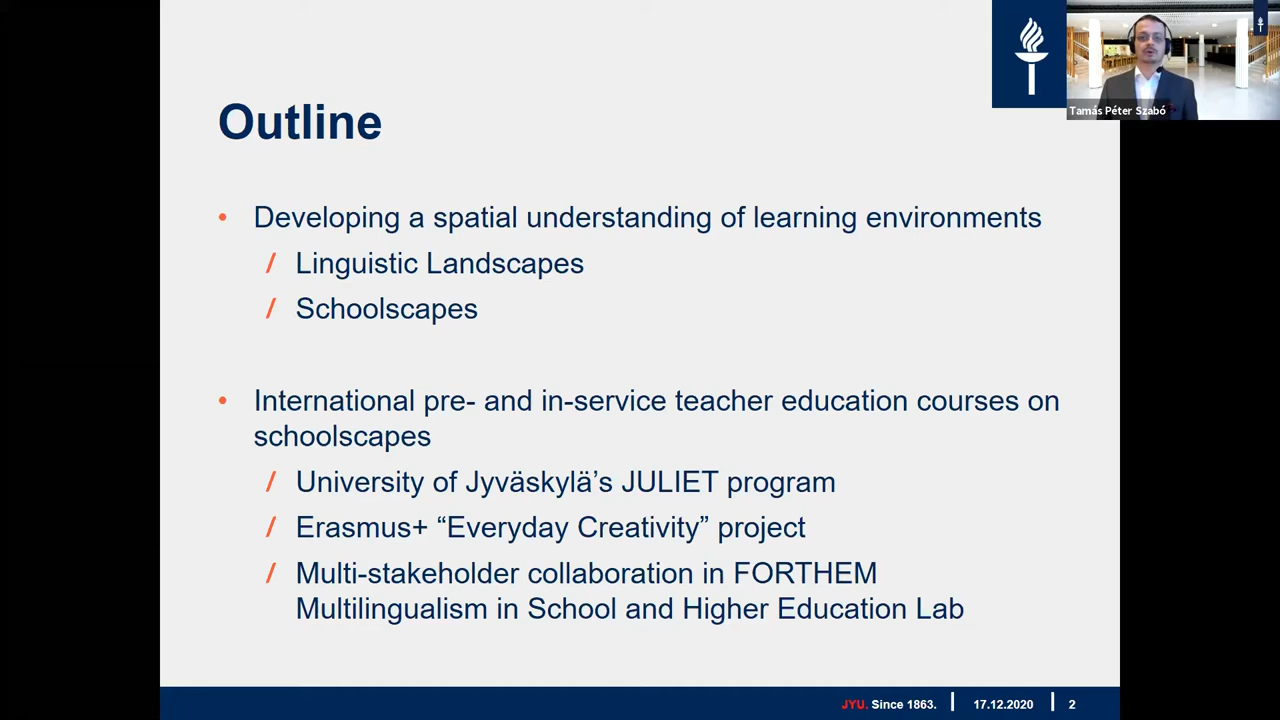 Tamás Péter Szabó
Outline
• Developing a spatial understanding of learning environments
/ Linguistic Landscapes
/ Schoolscapes
• International pre- and in-service teacher education courses on
schoolscapes
/ University of Jyväskylä’s JULIET program
/ Erasmus+ “Everyday Creativity” project
/ Multi-stakeholder collaboration in FORTHEM
Multilingualism in School and Higher Education Lab
JYU. Since 1863. | 17.12.2020 | 2